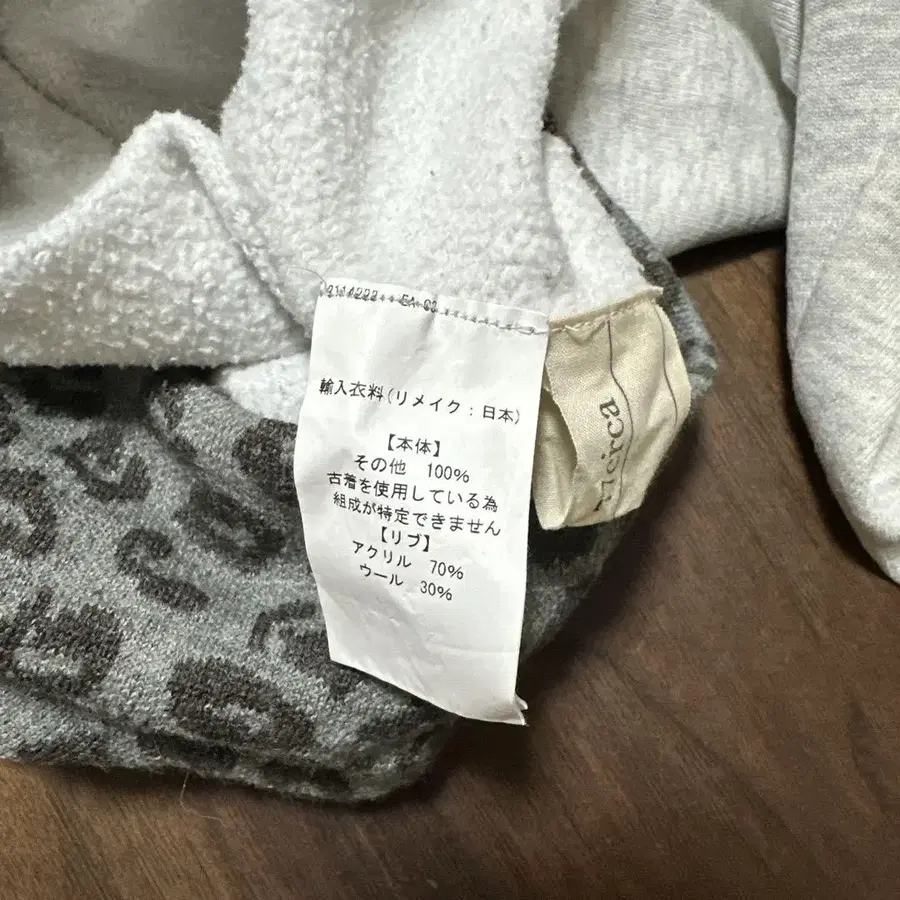 輸入衣料(リメイク:日本)
【本体】
その他 100%
古着を使用している為
組成が特定できません
【リブ】
アクリル 70%
ウール 30%
circa